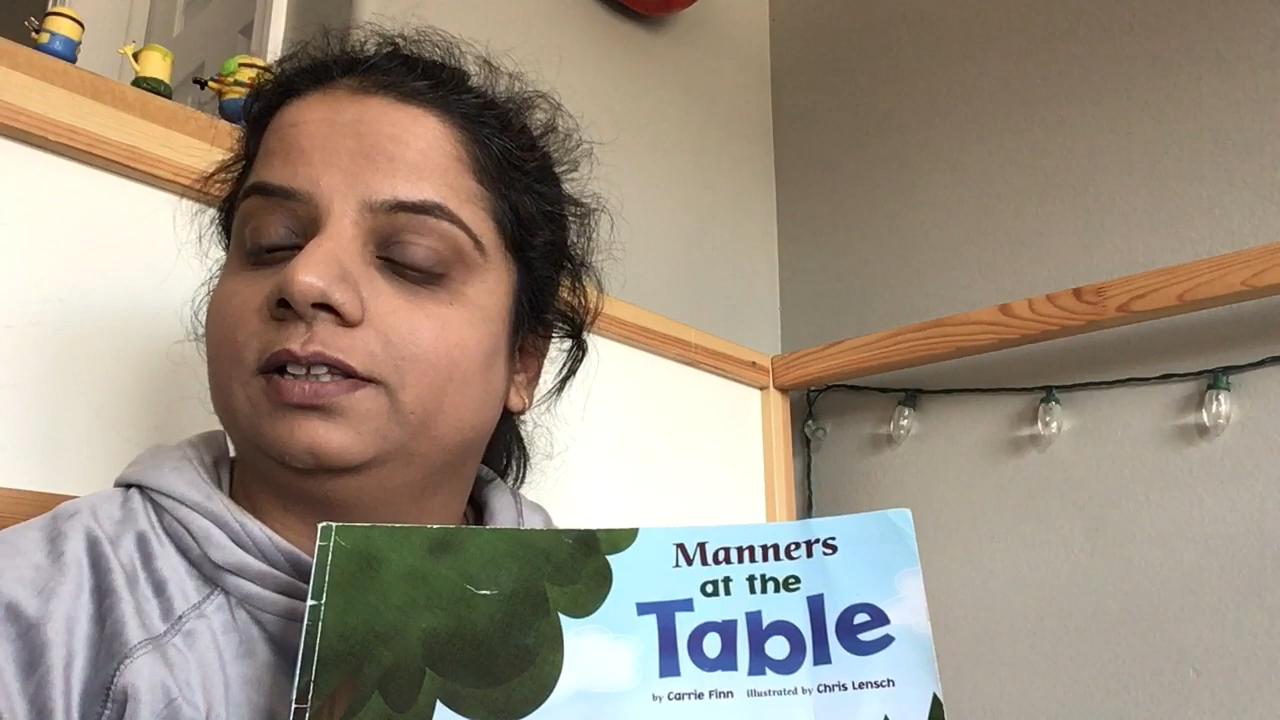 Manners
at the
Table
by Carrie Finn illustrated by Chris Lensch